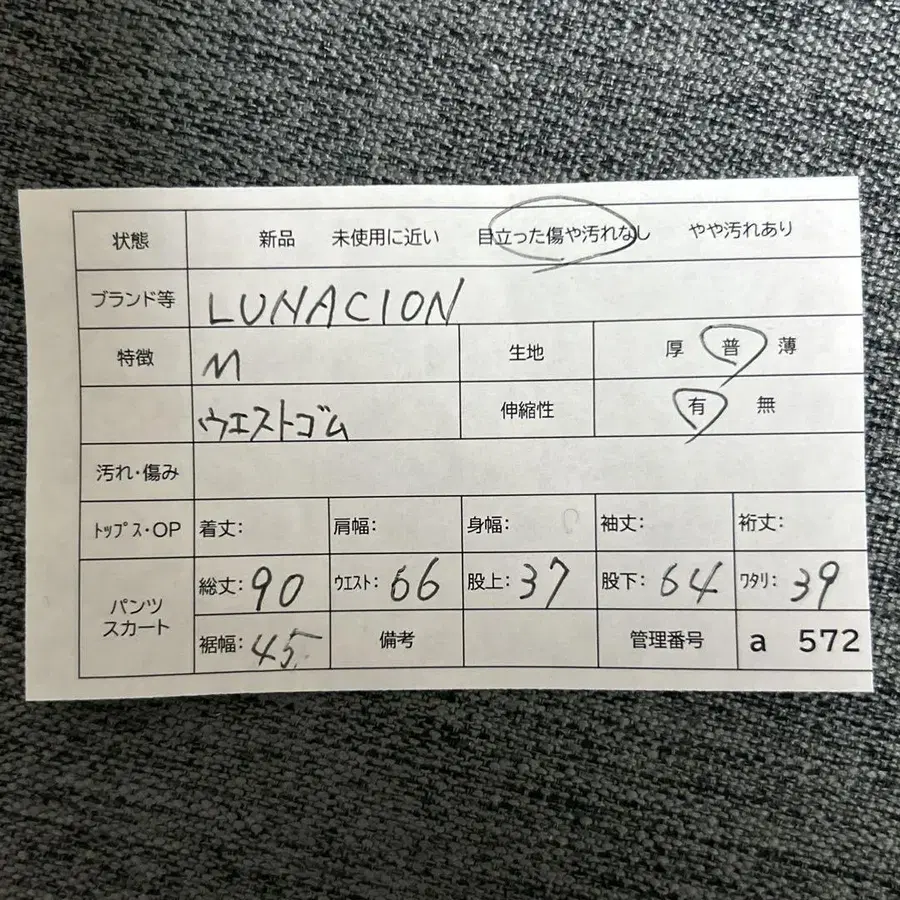 状態 新品 未使用に近い 目立った傷や汚れなし やや汚れあり
ブランド等 LUNACION
特徴 M 生地 厚 普 薄
ウエストゴム 伸縮性 有 無
汚れ・傷み
ﾄｯﾌﾟｽ・OP 着丈: 肩幅: 身幅: 袖丈: 裄丈:
パンツ スカート 総丈: 90 ｳｴｽﾄ: 66 股上: 37 股下: 64 ﾜﾀﾘ: 39
裾幅: 45 備考 管理番号 a 572